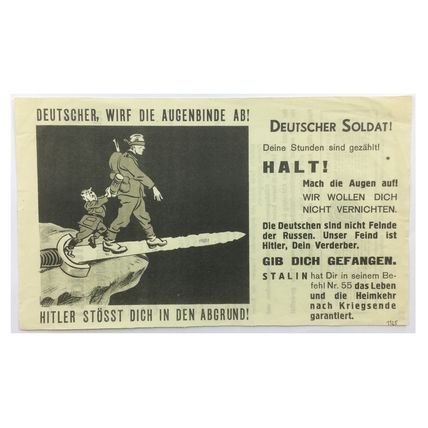 DEUTSCHER, WIRF DIE AUGENBINDE AB!
HITLER STÖSST DICH IN DEN ABGRUND!
DEUTSCHER SOLDAT!
Deine Stunden sind gezählt!
HALT!
Mach die Augen auf!
WIR WOLLEN DICH
NICHT VERNICHTEN.
Die Deutschen sind nicht Feinde
der Russen. Unser Feind ist
Hitler, Dein Verderber.
GIB DICH GEFANGEN.
STALIN hat Dir in seinem Be-
fehl Nr. 55 das Leben
und die Heimkehr
nach Kriegsende
garantiert.